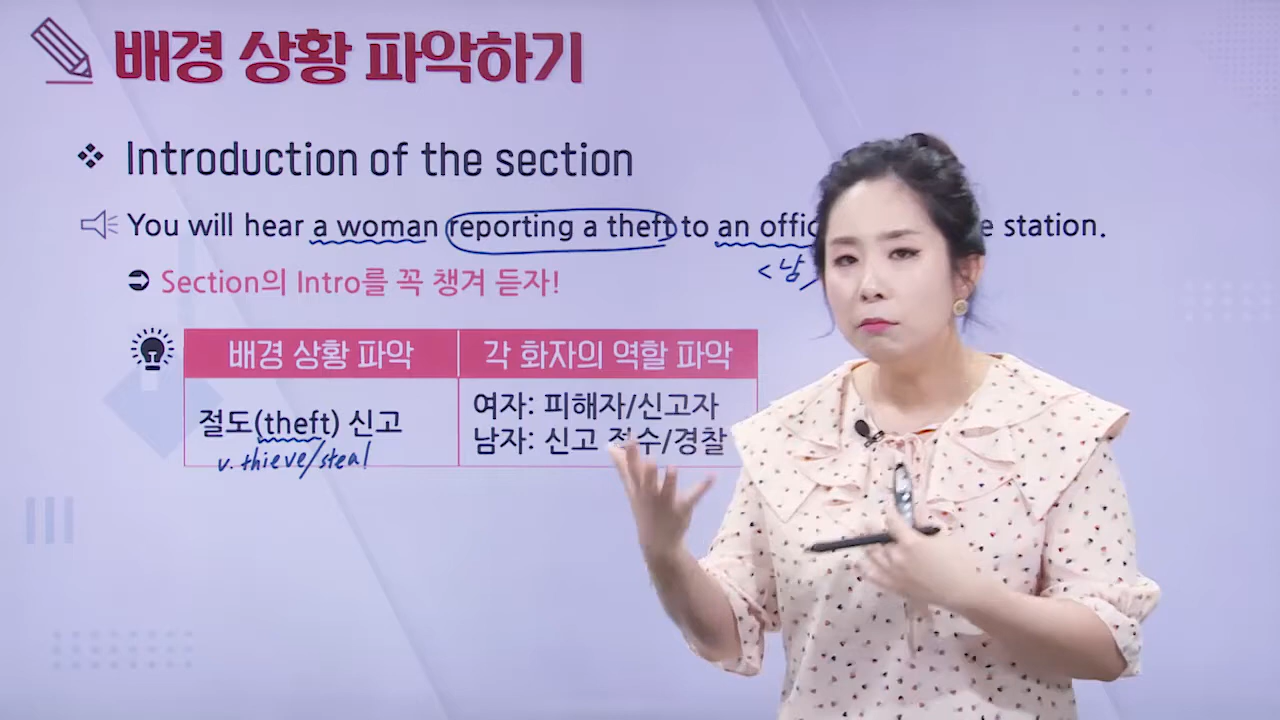 배경 상황 파악하기
Introduction of the section
You will hear a woman reporting a theft to an offic e station.
<남
Section의 Intro를 꼭 챙겨 듣자!
배경 상황 파악
각 화자의 역할 파악
절도(theft) 신고
v. thieve/steal
여자: 피해자/신고자
남자: 신고 접수/경찰